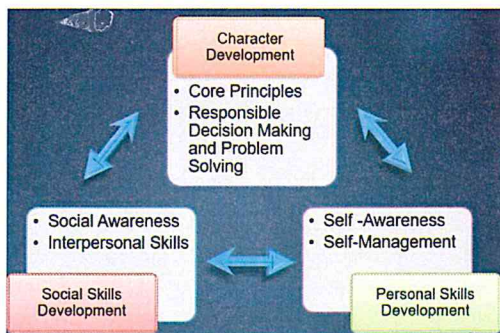 Character
Development
• Core Principles
• Responsible
Decision Making
and Problem
Solving
• Social Awareness
• Interpersonal Skills
Social Skills
Development
• Self -Awareness
• Self-Management
Personal Skills
Development